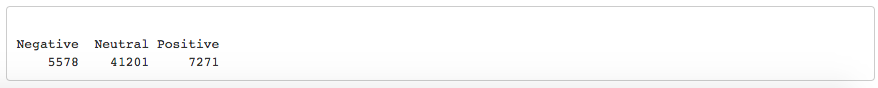 Negative  Neutral Positive
    5578    41201     7271